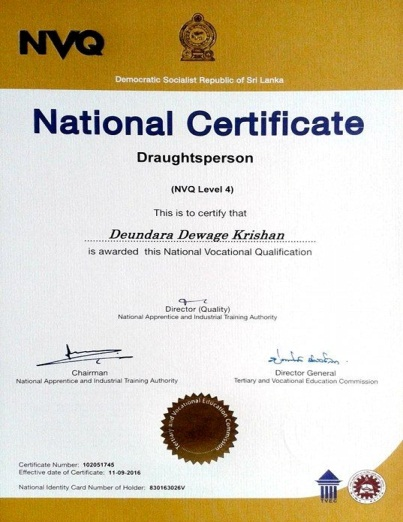 NVQ
Democratic Socialist Republic of Sri Lanka
National Certificate
Draughtsperson
(NVQ Level 4)
This is to certify that
Deundara Dewage Krishan
is awarded this National Vocational Qualification
Director (Quality)
National Apprentice and Industrial Training Authority
Chairman
National Apprentice and Industrial Training Authority
Director General
Tertiary and Vocational Education Commission
Tertiary and Vocational Education Commission
Certificate Number: 102051745
Effective date of Certificate: 11-09-2016
National Identity Card Number of Holder: 830163026V
TVEC